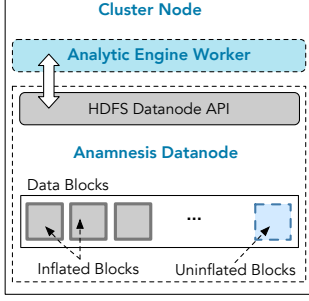 Cluster Node
Analytic Engine Worker
HDFS Datanode API
Anamnesis Datanode
Data Blocks
...
Inflated Blocks
Uninflated Blocks